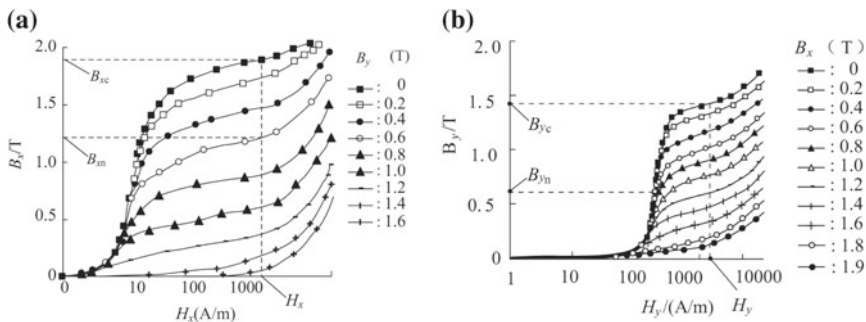 (a)
B_y (T)
2.0
1.5
1.0
0.5
0
B_xc
B_xn
B_x/T
0 10 100 1000
H_x(A/m)
H_x
: 0
: 0.2
: 0.4
: 0.6
: 0.8
: 1.0
: 1.2
: 1.4
: 1.6
(b)
B_x (T)
2.0
1.5
1.0
0.5
0
B_yc
B_yn
B_y/T
1 10 100 1000 10000
H_y/(A/m)
H_y
: 0
: 0.2
: 0.4
: 0.6
: 0.8
: 1.0
: 1.2
: 1.4
: 1.6
: 1.8
: 1.9